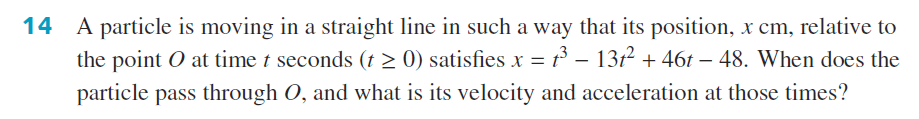 14 A particle is moving in a straight line in such a way that its position, x cm, relative to
the point O at time t seconds (t ≥ 0) satisfies x = t³ – 13t² + 46t – 48. When does the
particle pass through O, and what is its velocity and acceleration at those times?